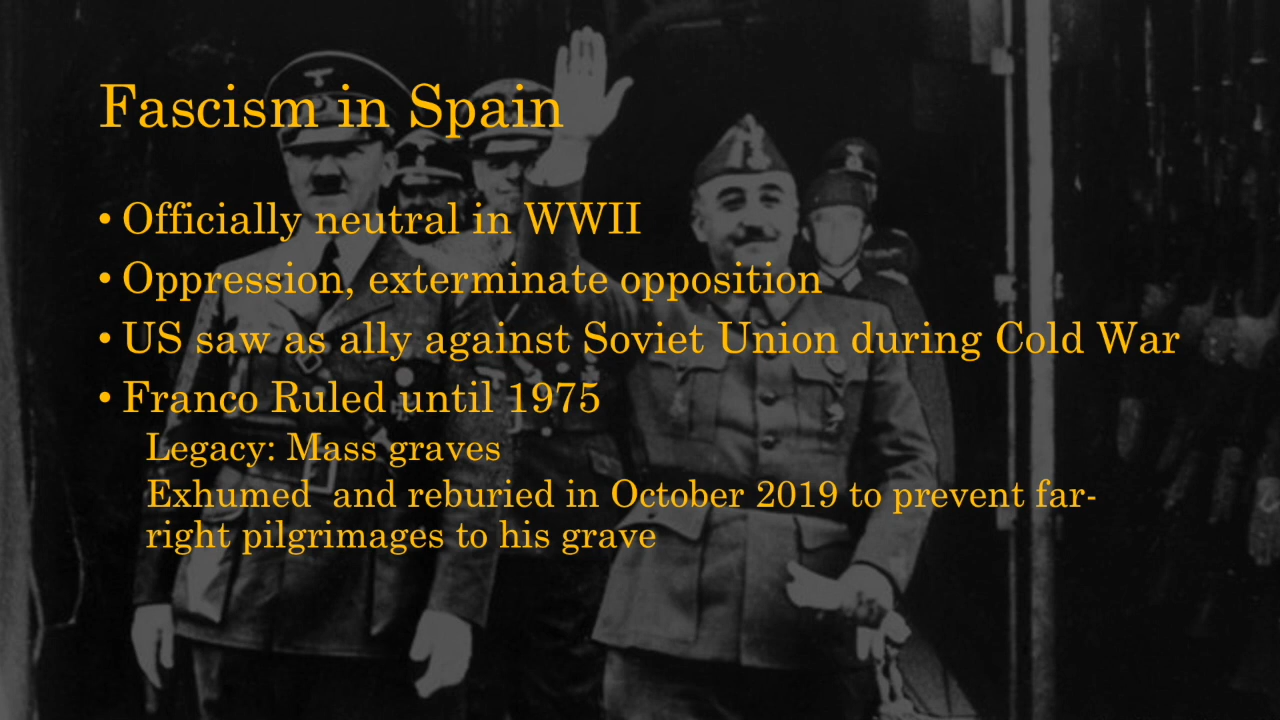 Fascism in Spain
• Officially neutral in WWII
• Oppression, exterminate opposition
• US saw as ally against Soviet Union during Cold War
• Franco Ruled until 1975
Legacy: Mass graves
Exhumed  and reburied in October 2019 to prevent far-
right pilgrimages to his grave